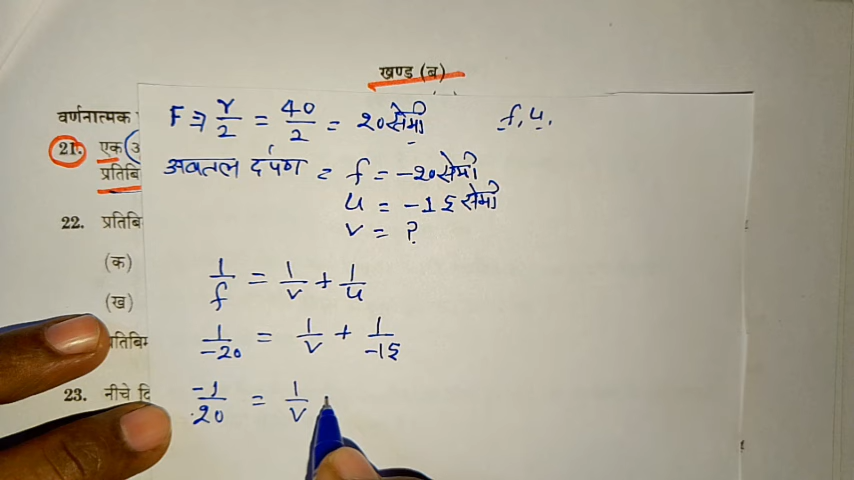 खण्ड (ब)
वर्णनात्मक
F ⇒ r/2 = 40/2 = 20 सेमी f, u.
21. एक
अवतल दर्पण = f = -20 सेमी
प्रतिबि
u = -15 सेमी
22. प्रतिबि
v = ?
(क)
1/f = 1/v + 1/u
(ख)
1/-20 = 1/v + 1/-15
प्रतिबिम
23. नीचे दि
-1/20 = 1/v